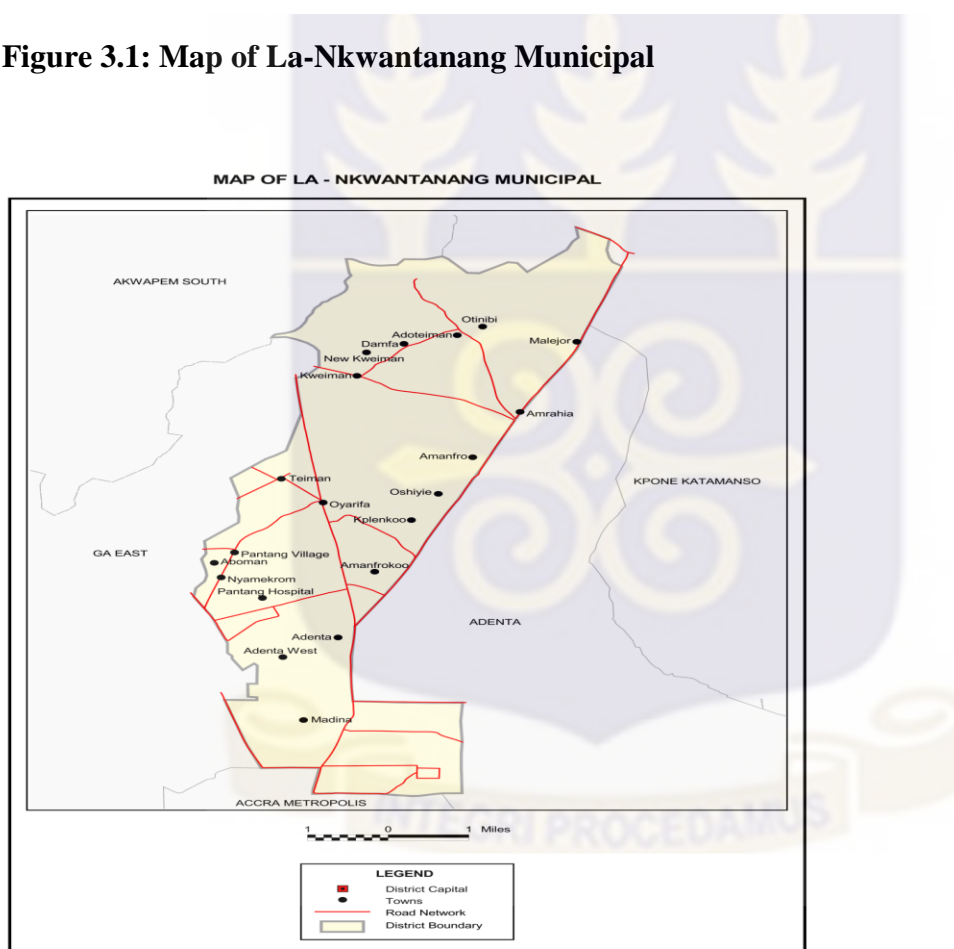 Figure 3.1: Map of La-Nkwantanang Municipal
MAP OF LA - NKWANTANANG MUNICIPAL
AKWAPEM SOUTH
Otinibi
Adoteiman
Malejor
Damfa
New Kweiman
Kweiman
Amrahia
Amanfro
Teiman
KPONE KATAMANSO
Oshiyie
Oyarifa
Kplenkoo
GA EAST
Pantang Village
Aboman
Amanfrokoo
Nyamekrom
Pantang Hospital
ADENTA
Adenta
Adenta West
Madina
ACCRA METROPOLIS
1 0 1 Miles
LEGEND
District Capital
Towns
Road Network
District Boundary
INTEGRI PROCEDAMUS